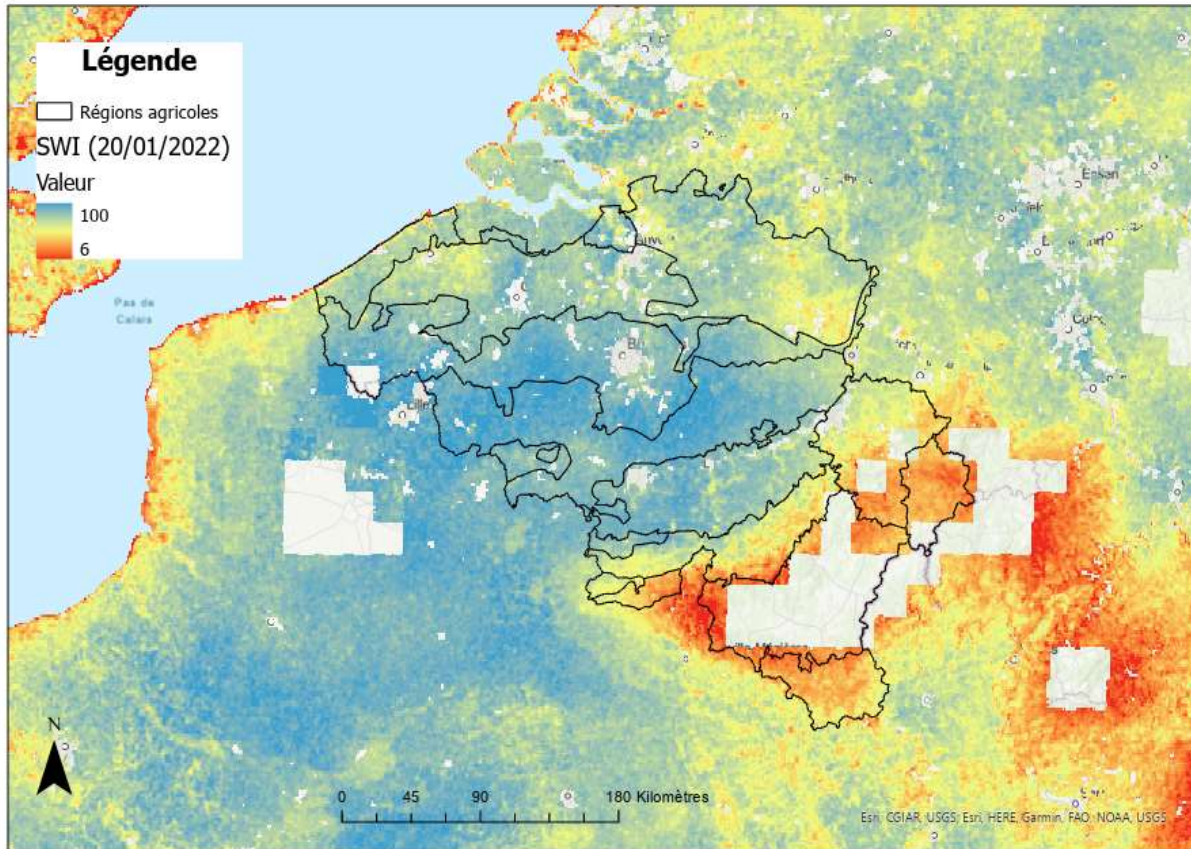 Légende
Régions agricoles
SWI (20/01/2022)
Valeur
100
6
Pas de
Calais
N
0 45 90 180 Kilomètres
Esri, CGIAR, USGS, Esri, HERE, Garmin, FAO, NOAA, USGS